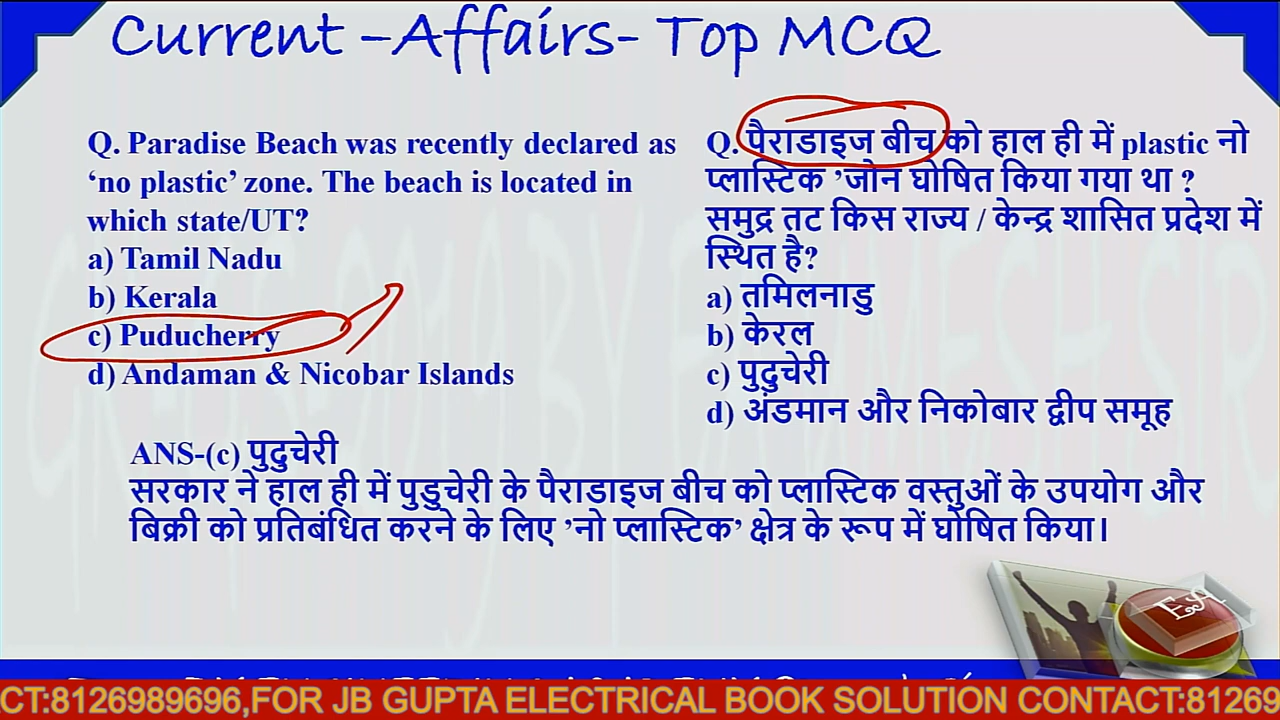 Current -Affairs- Top MCQ
Q. Paradise Beach was recently declared as
‘no plastic’ zone. The beach is located in
which state/UT?
a) Tamil Nadu
b) Kerala
c) Puducherry
d) Andaman & Nicobar Islands
Q. पैराडाइज बीच को हाल ही में plastic नो
प्लास्टिक ’जोन घोषित किया गया था ?
समुद्र तट किस राज्य / केन्द्र शासित प्रदेश में
स्थित है?
a) तमिलनाडु
b) केरल
c) पुदुचेरी
d) अंडमान और निकोबार द्वीप समूह
ANS-(c) पुदुचेरी
सरकार ने हाल ही में पुडुचेरी के पैराडाइज बीच को प्लास्टिक वस्तुओं के उपयोग और
बिक्री को प्रतिबंधित करने के लिए ’नो प्लास्टिक’ क्षेत्र के रूप में घोषित किया।
EA
CT:8126989696,FOR JB GUPTA ELECTRICAL BOOK SOLUTION CONTACT:81269